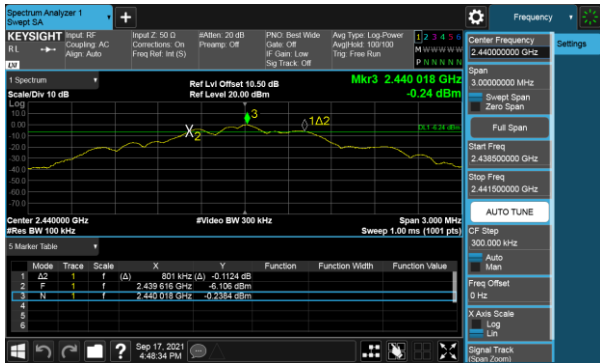 Spectrum Analyzer 1
Swept SA
+
Frequency
KEYSIGHT
RL
Input: RF
Coupling: AC
Align: Auto
Input Z: 50 Ω
Corrections: On
Freq Ref: Int (S)
#Atten: 20 dB
Preamp: Off
PNO: Best Wide
Gate: Off
IF Gain: Low
Sig Track: Off
Avg Type: Log-Power
Avg|Hold: 100/100
Trig: Free Run
1 2 3 4 5 6
M W W W W W
P N N N N N
LXI
1 Spectrum
Scale/Div 10 dB
Ref Lvl Offset 10.50 dB
Ref Level 20.00 dBm
Mkr3 2.440 018 GHz
-0.24 dBm
Log
10.0
0.00
-10.0
-20.0
-30.0
-40.0
-50.0
-60.0
-70.0
3
1Δ2
X2
DL1 -6.24 dBm
Center 2.440000 GHz
#Res BW 100 kHz
#Video BW 300 kHz
Span 3.000 MHz
Sweep 1.00 ms (1001 pts)
5 Marker Table
Mode Trace Scale X Y Function Function Width Function Value
1 Δ2 1 f (Δ) 801 kHz (Δ) -0.1124 dB
2 F 1 f 2.439 616 GHz -6.106 dBm
3 N 1 f 2.440 018 GHz -0.2384 dBm
4
5
6
?
Sep 17, 2021
4:48:34 PM
Center Frequency
2.440000000 GHz
Settings
Span
3.00000000 MHz
Swept Span
Zero Span
Full Span
Start Freq
2.438500000 GHz
Stop Freq
2.441500000 GHz
AUTO TUNE
CF Step
300.000 kHz
Auto
Man
Freq Offset
0 Hz
X Axis Scale
Log
Lin
Signal Track
(Span Zoom)